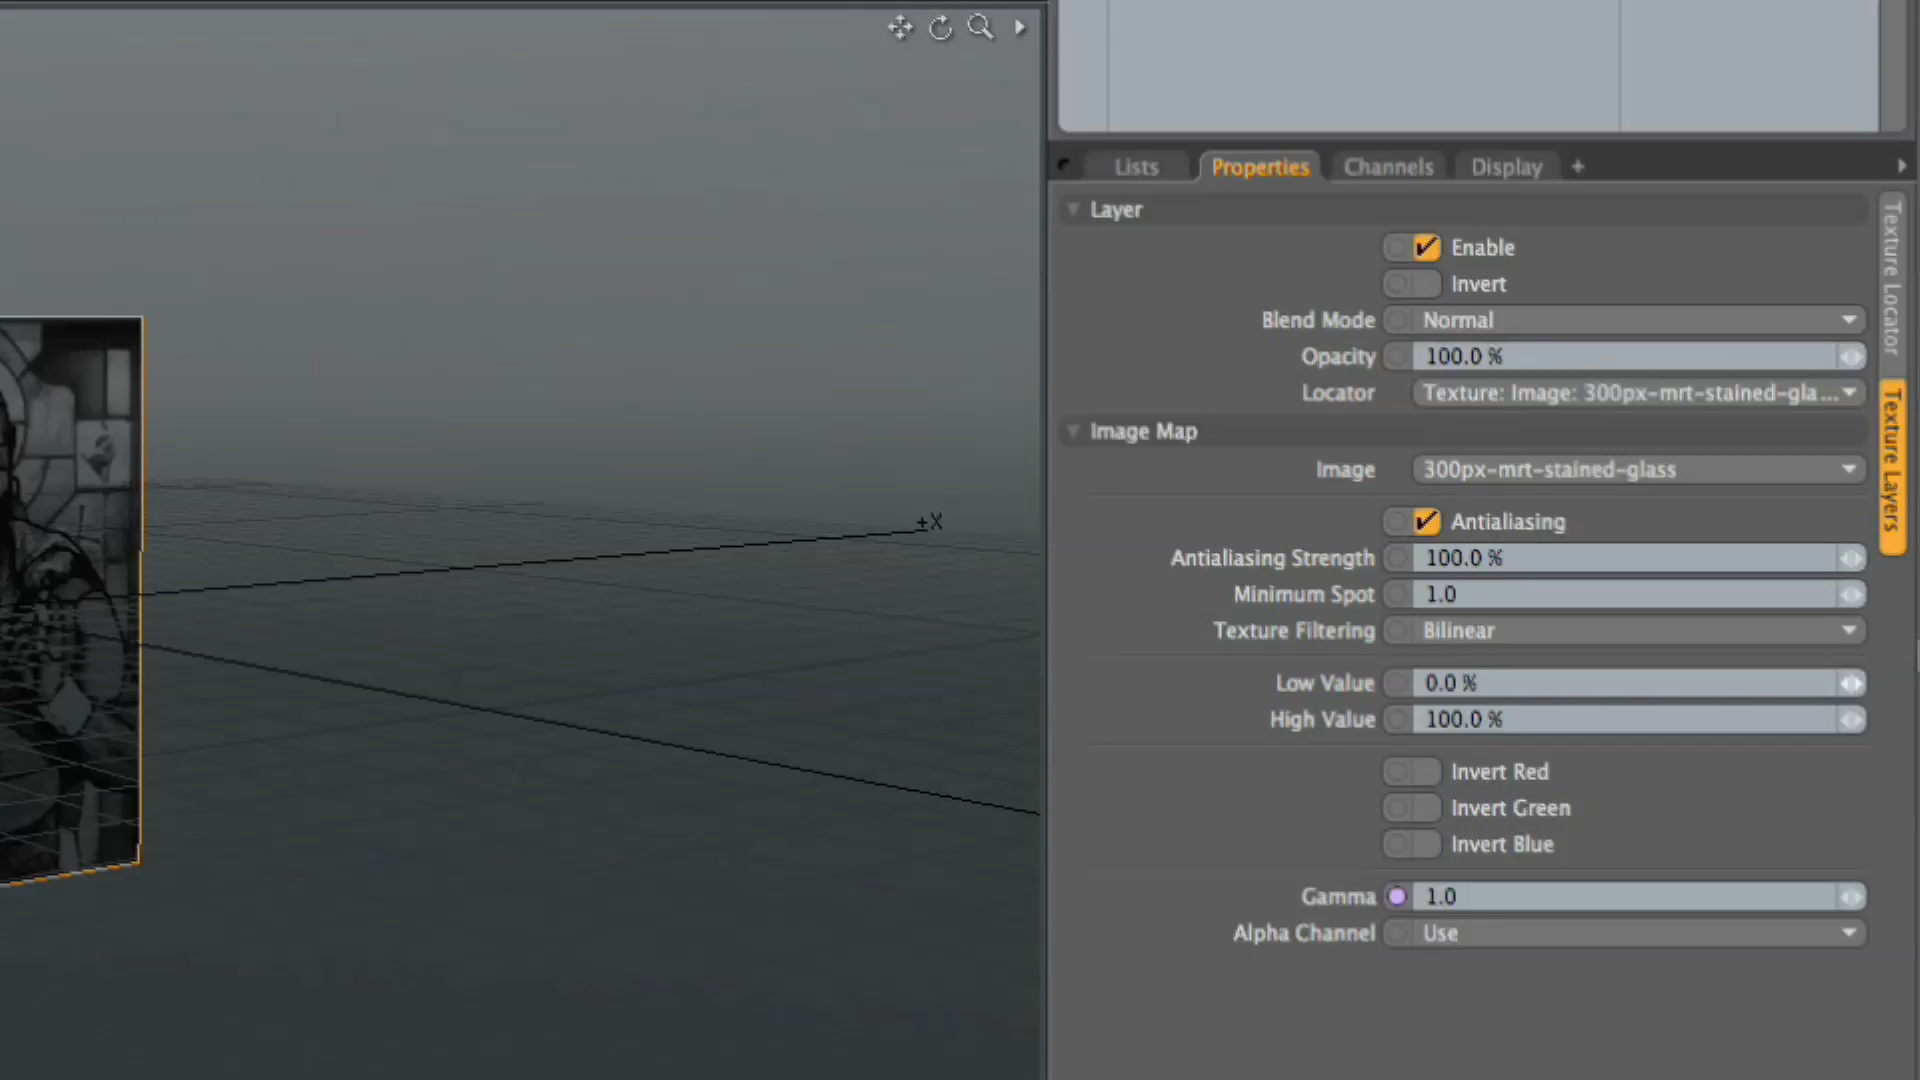 Lists Properties Channels Display +
Layer
Enable
Invert
Blend Mode Normal
Opacity 100.0 %
Locator Texture: Image: 300px-mrt-stained-gla ...
Image Map
Image 300px-mrt-stained-glass
Antialiasing
Antialiasing Strength 100.0 %
Minimum Spot 1.0
Texture Filtering Bilinear
Low Value 0.0 %
High Value 100.0 %
Invert Red
Invert Green
Invert Blue
Gamma 1.0
Alpha Channel Use
Texture Locator
Texture Layers
+X